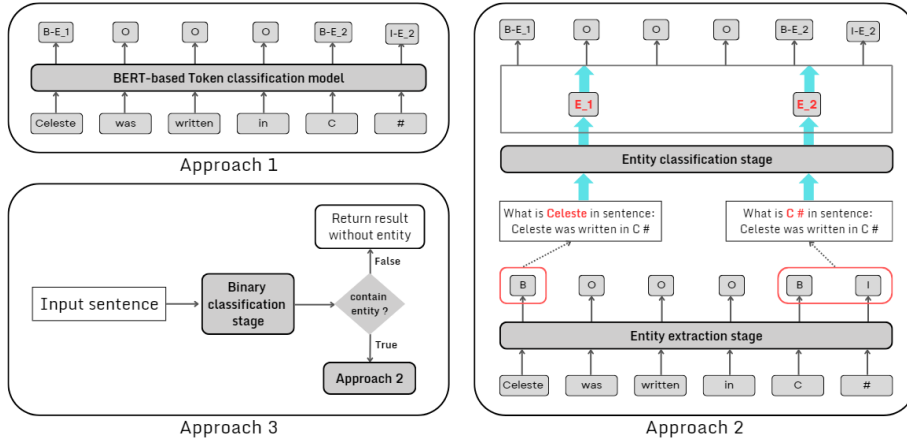 B-E_1 O O O B-E_2 I-E_2
BERT-based Token classification model
Celeste was written in C #
Approach 1
Input sentence
Binary
classification
stage
contain
entity ?
False
Return result
without entity
True
Approach 2
Approach 3
B-E_1 O O O B-E_2 I-E_2
E_1 E_2
Entity classification stage
What is Celeste in sentence:
Celeste was written in C #
What is C # in sentence:
Celeste was written in C #
B O O O B I
Entity extraction stage
Celeste was written in C #
Approach 2